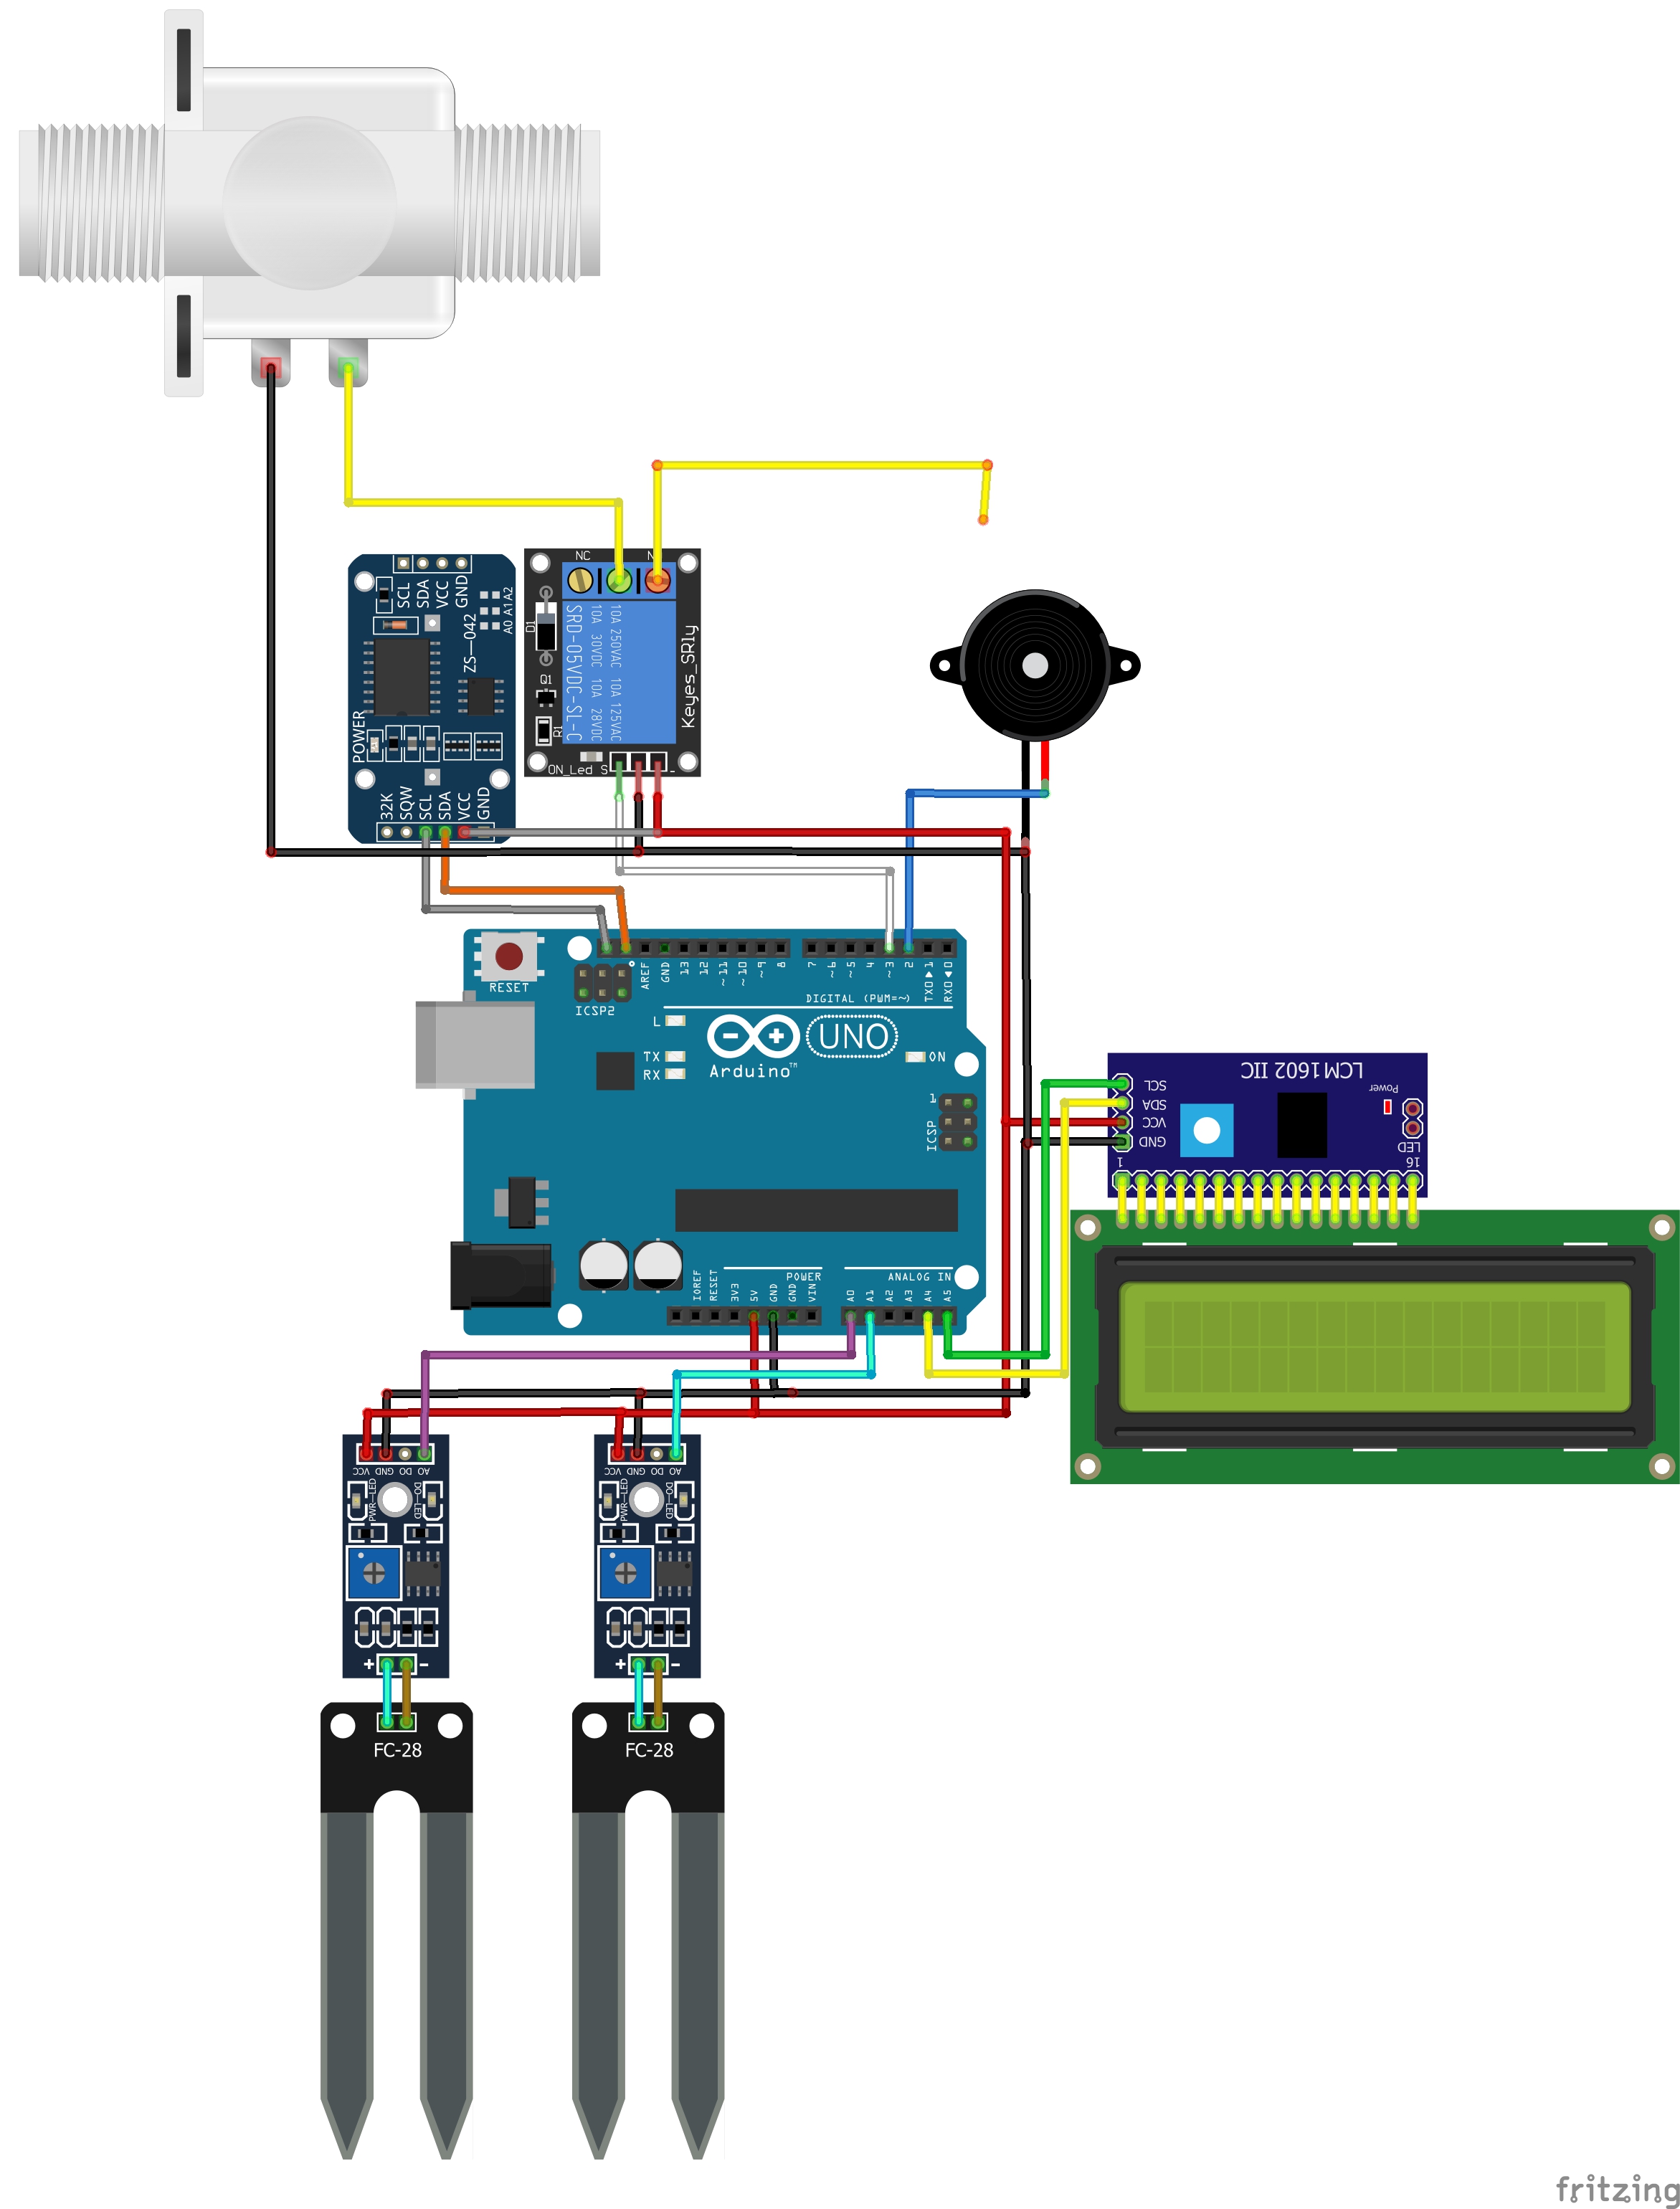 NC
N
SCL
SDA
VCC
GND
A0 A1 A2
ZS-042
POWER
32K
SQW
SCL
SDA
VCC
GND
D1
Q1
R1
SRD-05VDC-SL-C
10A 30VDC 10A 28VDC
10A 250VAC 10A 125VAC
Keyes_SRly
ON_Led S
-
RESET
ICSP2
AREF
GND
13
12
~11
~10
~9
8
7
~6
~5
4
~3
2
TX0 1
RX0 0
DIGITAL (PWM=~)
L
TX
RX
UNO
Arduino™
ON
1
ICSP
IOREF
RESET
3V3
5V
GND
GND
VIN
POWER
ANALOG IN
A0
A1
A2
A3
A4
A5
LCM1602 IIC
SCL
SDA
VCC
GND
Power
LED
1
16
VCC
GND
DO
AO
PWR-LED
DO-LED
+
-
FC-28
VCC
GND
DO
AO
PWR-LED
DO-LED
+
-
FC-28
fritzing